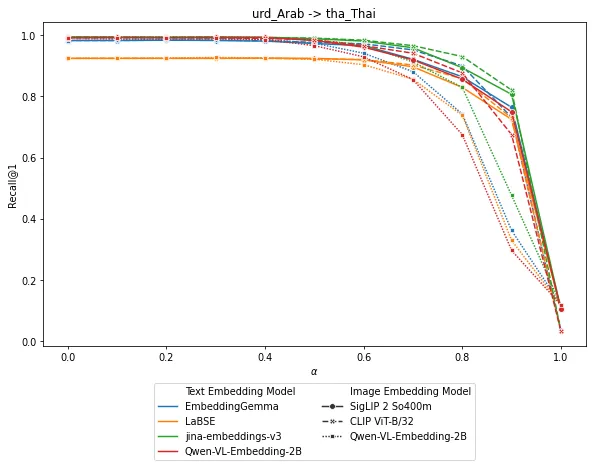 urd_Arab -> tha_Thai
Recall@1
1.0
0.8
0.6
0.4
0.2
0.0
0.0 0.2 0.4 0.6 0.8 1.0
α
Text Embedding Model
EmbeddingGemma
LaBSE
jina-embeddings-v3
Qwen-VL-Embedding-2B
Image Embedding Model
SigLIP 2 So400m
CLIP ViT-B/32
Qwen-VL-Embedding-2B